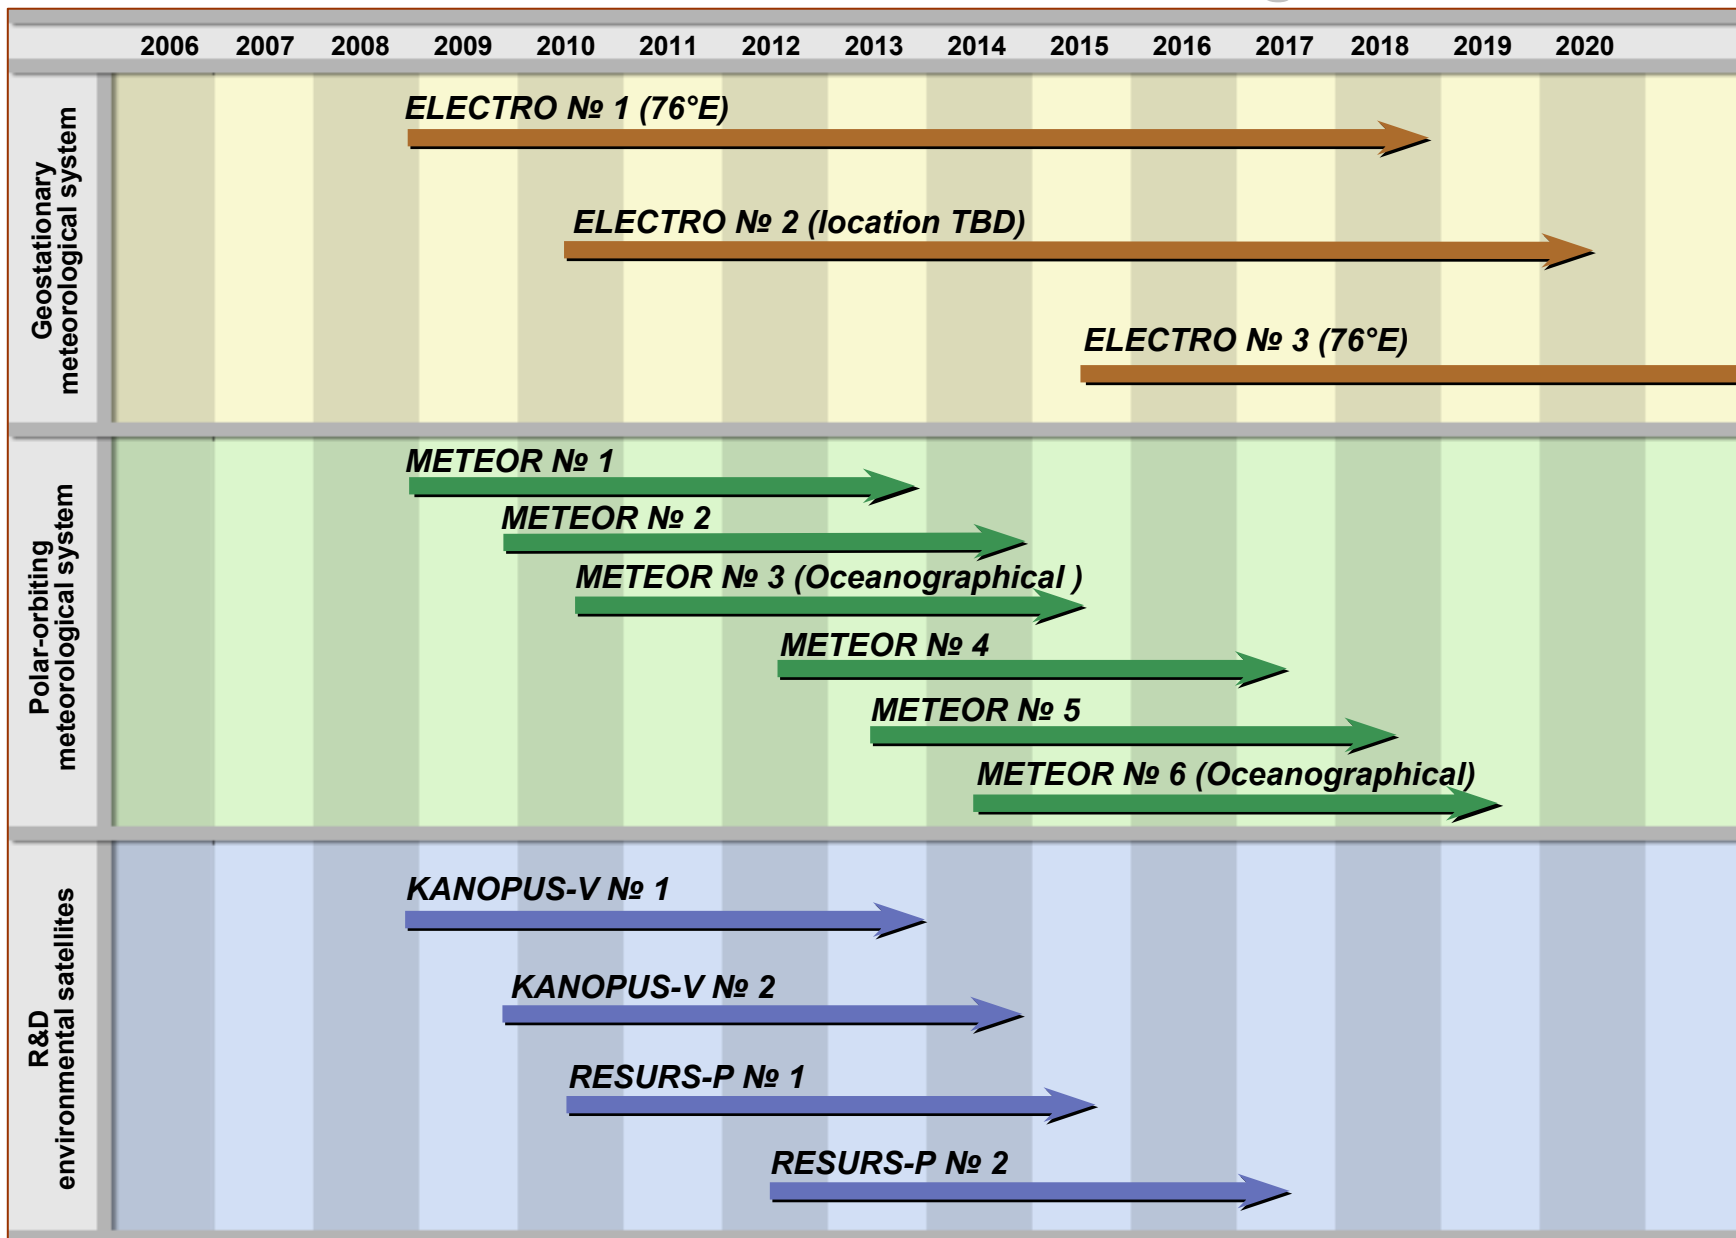 2006 2007 2008 2009 2010 2011 2012 2013 2014 2015 2016 2017 2018 2019 2020
Geostationary
meteorological system
ELECTRO № 1 (76°E)
ELECTRO № 2 (location TBD)
ELECTRO № 3 (76°E)
Polar-orbiting
meteorological system
METEOR № 1
METEOR № 2
METEOR № 3 (Oceanographical )
METEOR № 4
METEOR № 5
METEOR № 6 (Oceanographical)
R&D
environmental satellites
KANOPUS-V № 1
KANOPUS-V № 2
RESURS-P № 1
RESURS-P № 2